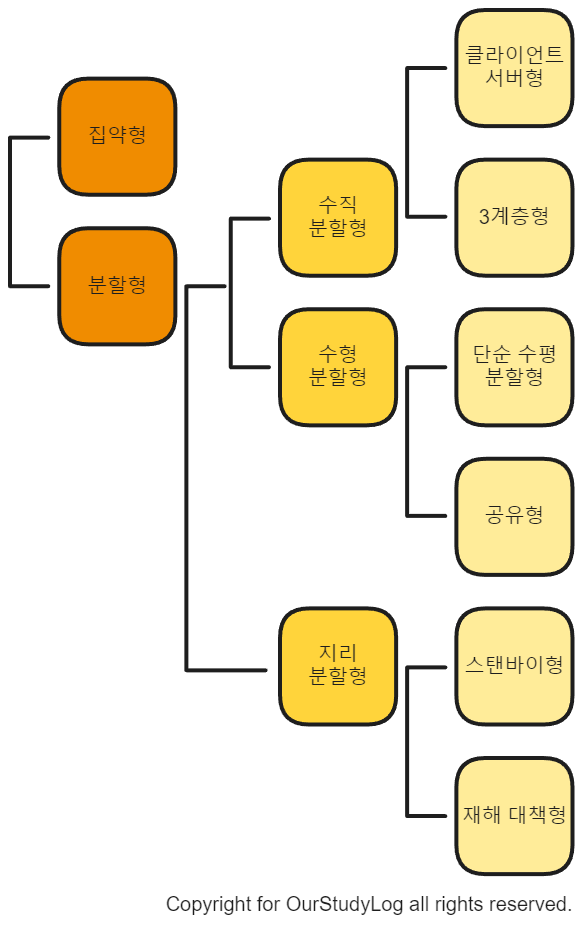 집약형
분할형
수직
분할형
수형
분할형
지리
분할형
클라이언트
서버형
3계층형
단순 수평
분할형
공유형
스탠바이형
재해 대책형
Copyright for OurStudyLog all rights reserved.